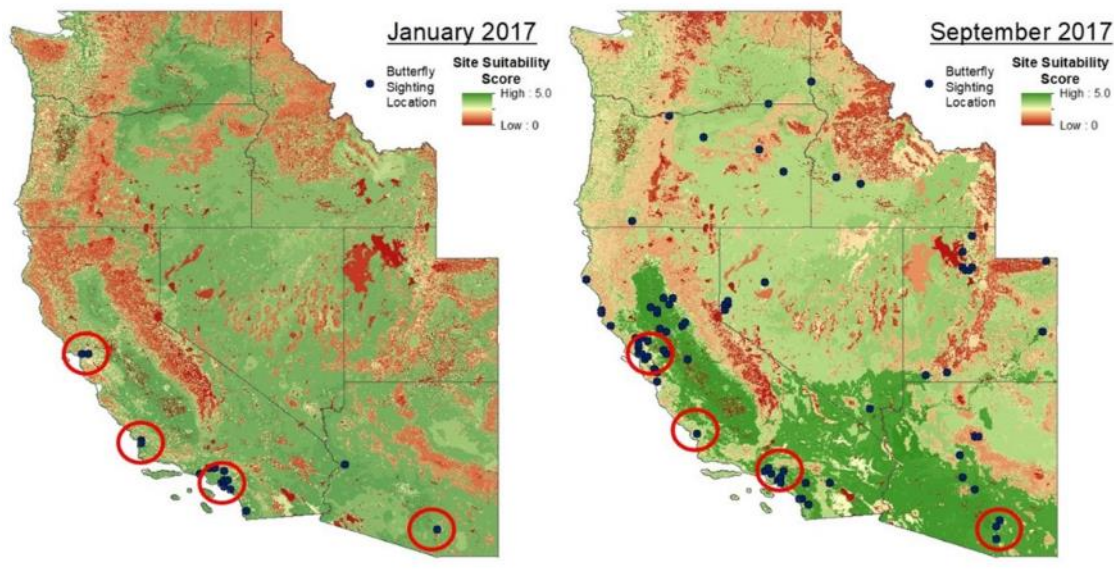 January 2017
Butterfly
Sighting
Location
Site Suitability
Score
High : 5.0
Low : 0
September 2017
Butterfly
Sighting
Location
Site Suitability
Score
High : 5.0
Low : 0